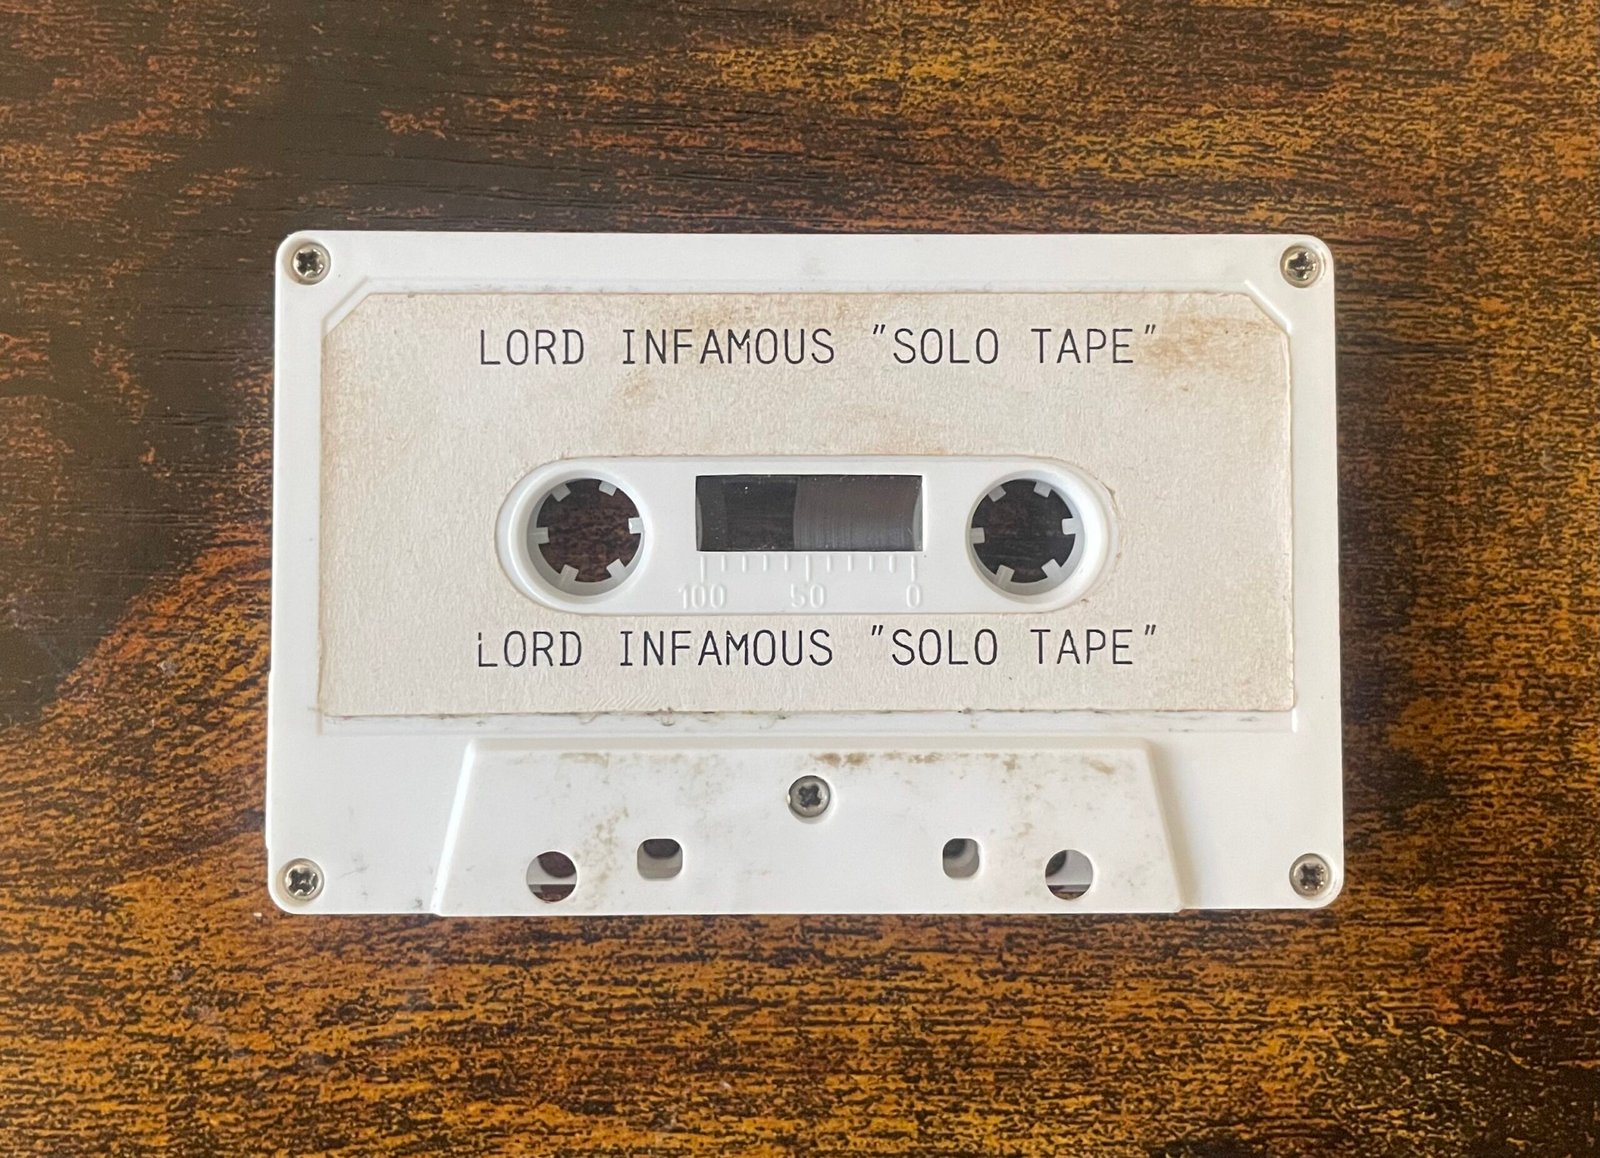 LORD INFAMOUS "SOLO TAPE"
100 50 0
LORD INFAMOUS "SOLO TAPE"